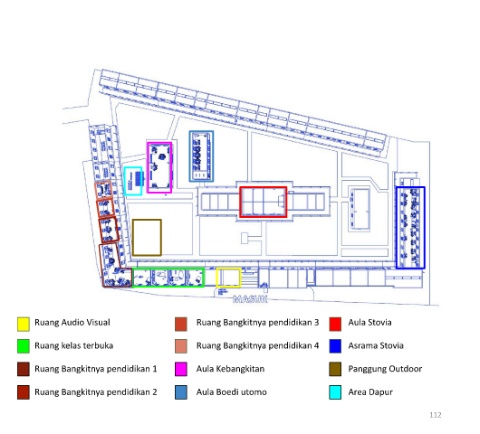 MASUK
Ruang Audio Visual
Ruang kelas terbuka
Ruang Bangkitnya pendidikan 1
Ruang Bangkitnya pendidikan 2
Ruang Bangkitnya pendidikan 3
Ruang Bangkitnya pendidikan 4
Aula Kebangkitan
Aula Boedi utomo
Aula Stovia
Asrama Stovia
Panggung Outdoor
Area Dapur
112